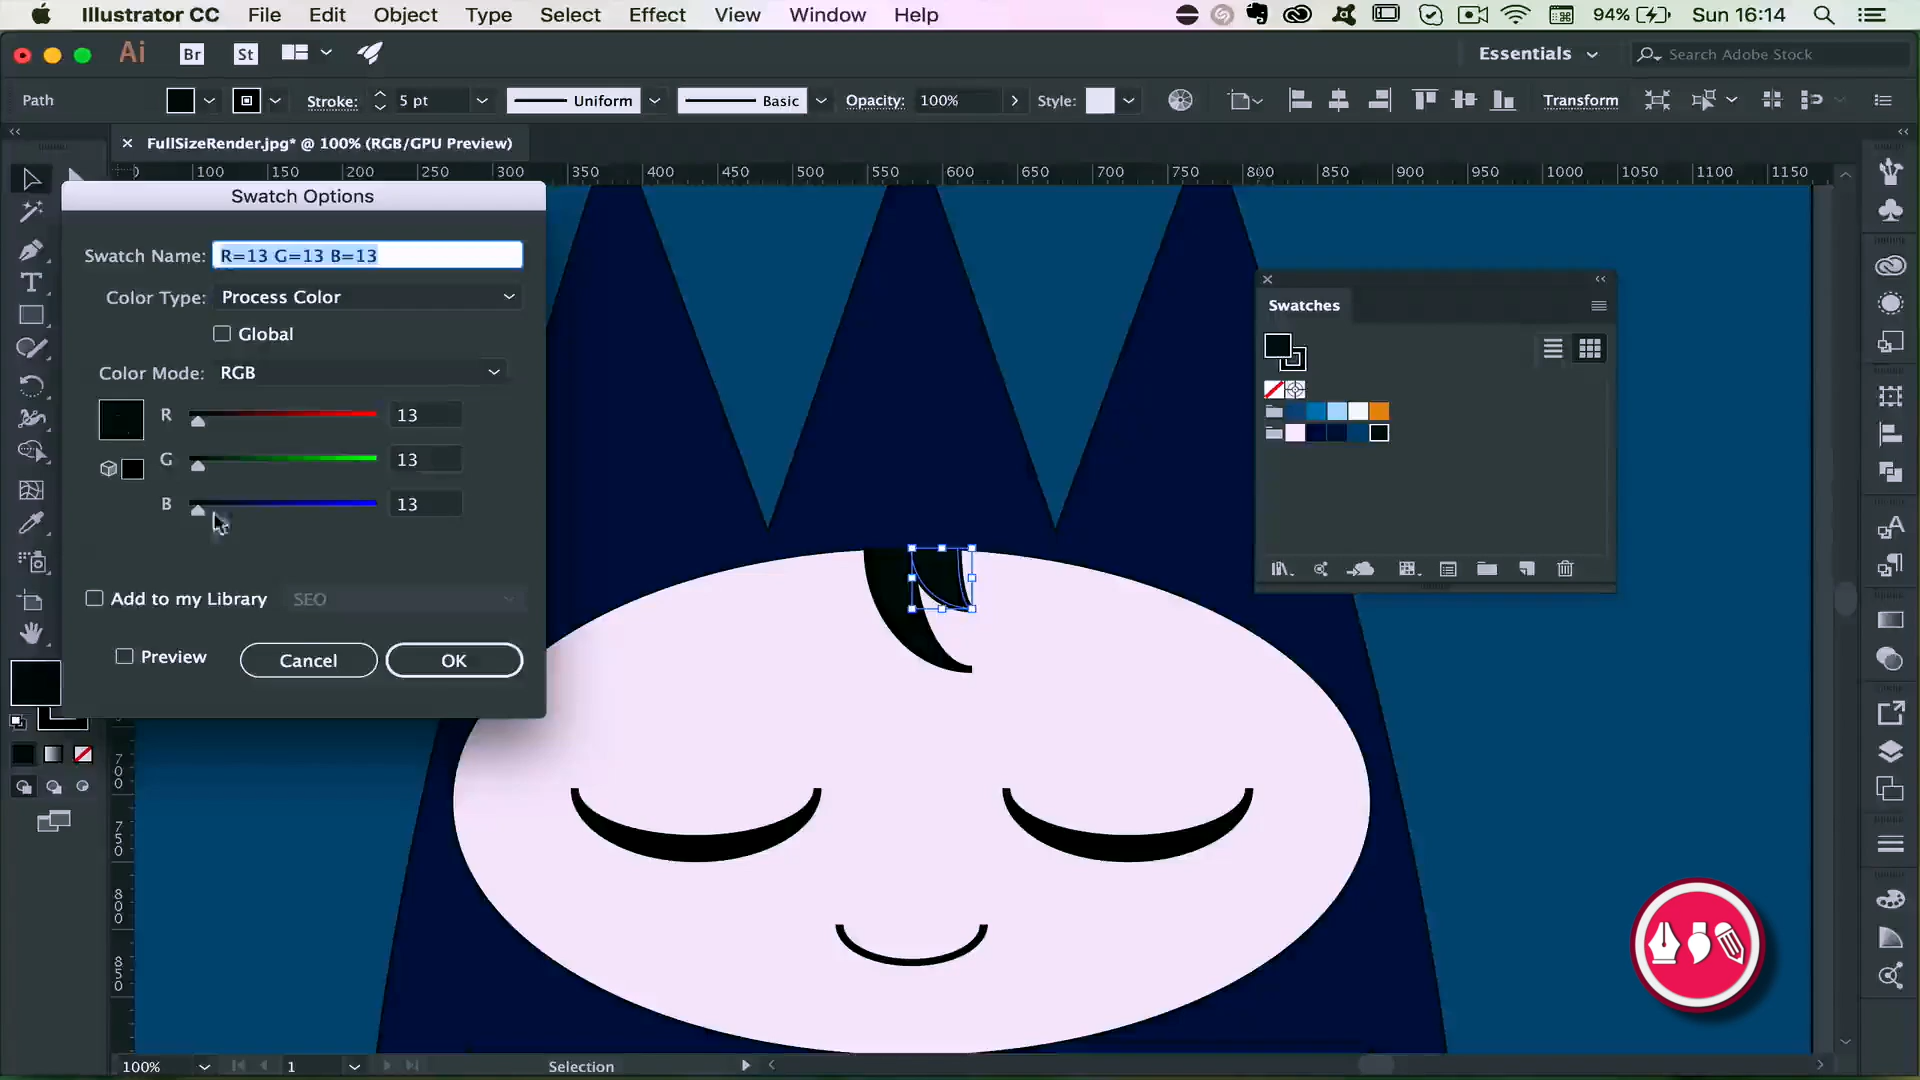 Illustrator CC File Edit Object Type Select Effect View Window Help 94% Sun 16:14
Ai Br St Essentials Search Adobe Stock
Path Stroke: 5 pt Uniform Basic Opacity: 100% Style: Transform
FullSizeRender.jpg* @ 100% (RGB/GPU Preview)
100 200 250 300 350 400 450 500 550 600 650 700 750 800 850 900 950 1000 1050 1100 1150
Swatch Options
Swatch Name: R=13 G=13 B=13
Color Type: Process Color
Global
Color Mode: RGB
R 13
G 13
B 13
Add to my Library SEO
Preview Cancel OK
Swatches
700
750
800
850
100% 1 Selection